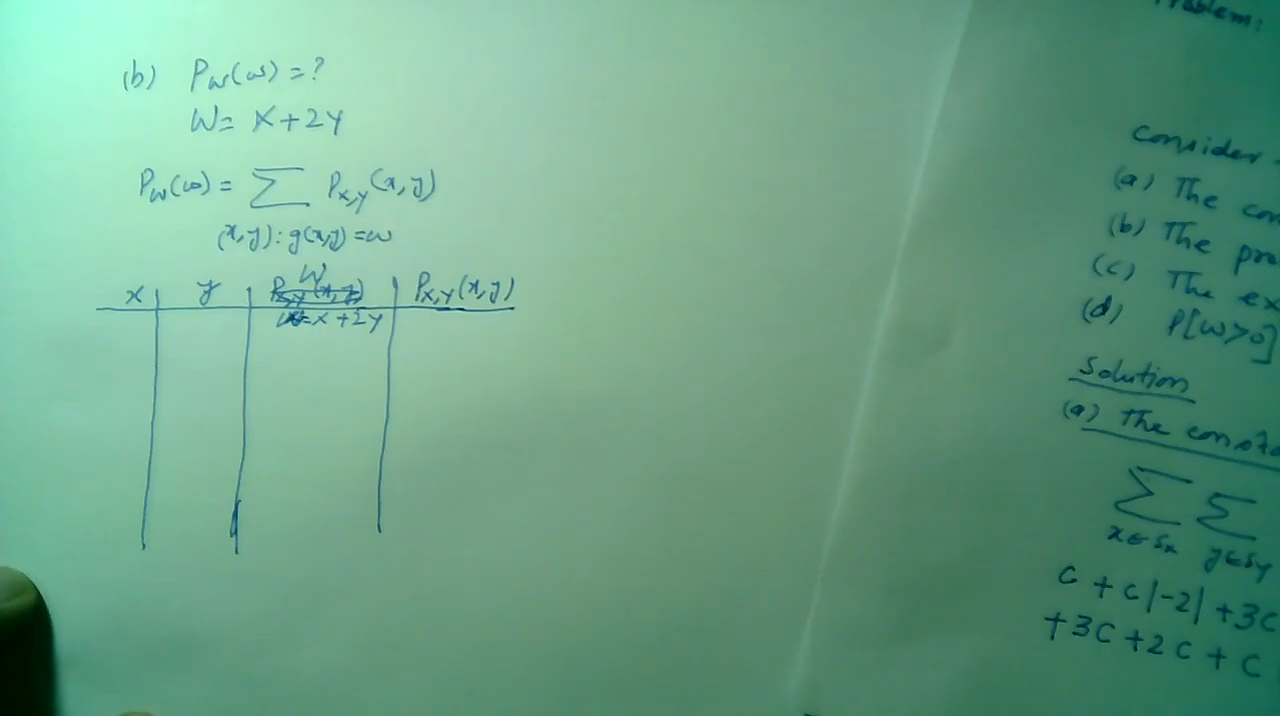 (b) P_W(ω) = ?
W = X + 2Y
P_W(ω) = ∑ P_X,Y(x,y)
(x,y): g(x,y) = ω
x y W P_X,Y(x,y)
= X + 2Y
Problem:
Consider
(a) The
(b) The
(c) The
(d) P[W>0]
Solution
(a) The
∑ ∑
x∈S_X y∈S_Y
C + C|-2| + 3C
+ 3C + 2C + C